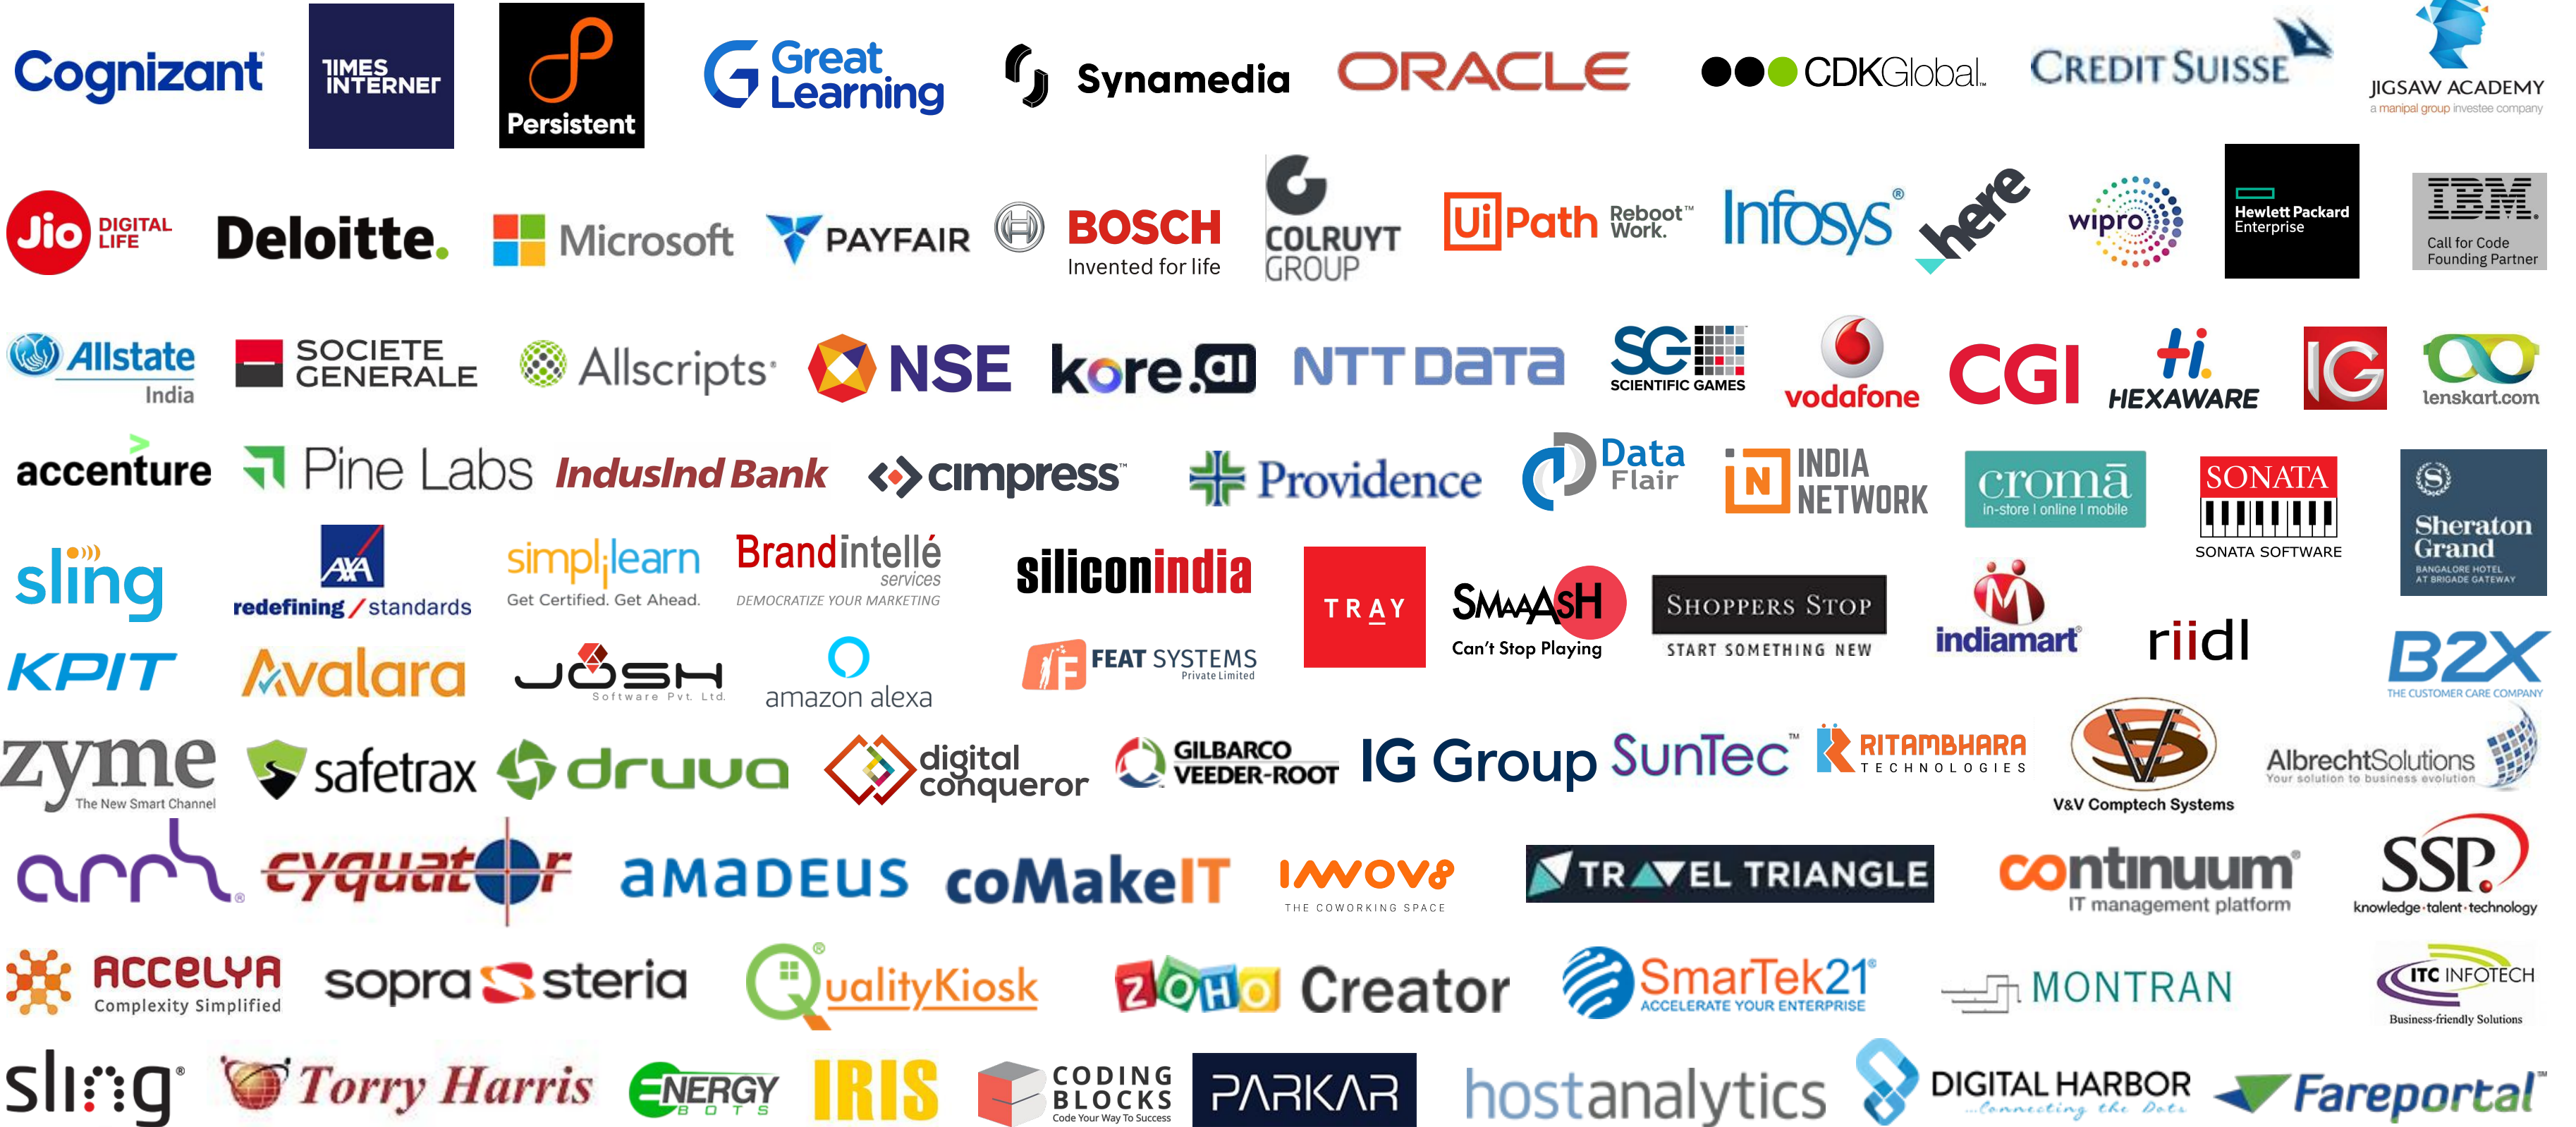 Cognizant
TIMES
INTERNET
Persistent
Great
Learning
Synamedia
ORACLE
CDKGlobal™
CREDIT SUISSE
JIGSAW ACADEMY
a manipal group investee company
Jio
DIGITAL
LIFE
Deloitte.
Microsoft
PAYFAIR
BOSCH
Invented for life
COLRUYT
GROUP
UiPath
Reboot™
Work.
Infosys®
here
wipro
Hewlett Packard
Enterprise
IBM.
Call for Code
Founding Partner
Allstate
India
SOCIETE
GENERALE
Allscripts®
NSE
kore.ai
NTT DATA
SG
SCIENTIFIC GAMES
vodafone
CGI
Hi.
HEXAWARE
IG
lenskart.com
accenture
Pine Labs
IndusInd Bank
cimpress™
Providence
Data
Flair
iN
INDIA
NETWORK
cromā
in-store | online | mobile
SONATA
SONATA SOFTWARE
S
Sheraton
Grand
BANGALORE HOTEL
AT BRIGADE GATEWAY
sling
AXA
redefining / standards
simplilearn
Get Certified. Get Ahead.
Brandintellé
services
DEMOCRATIZE YOUR MARKETING
siliconindia
TRAY
SMAAASH
Can't Stop Playing
SHOPPERS STOP
START SOMETHING NEW
M
indiamart®
riidl
KPIT
Avalara
JOSH
Software Pvt. Ltd.
amazon alexa
F
FEAT SYSTEMS
Private Limited
B2X
THE CUSTOMER CARE COMPANY
zyme
The New Smart Channel
safetrax
druva
digital
conqueror
GILBARCO
VEEDER-ROOT
IG Group
SunTec™
RITAMBHARA
TECHNOLOGIES
V&V Comptech Systems
AlbrechtSolutions
Your solution to business evolution
arrh®
cyquator
amadeus
coMakeIT
INNOV8
THE COWORKING SPACE
TRAVEL TRIANGLE
continuum®
IT management platform
SSP.
knowledge·talent·technology
ACCELYA
Complexity Simplified
sopra steria
QualityKiosk®
ZOHO Creator
SmarTek21®
ACCELERATE YOUR ENTERPRISE
MONTRAN
ITC INFOTECH
Business-friendly Solutions
sling®
Torry Harris
ENERGY
BOTS
IRIS
CODING
BLOCKS
Code Your Way To Success
PARKAR
hostanalytics
DIGITAL HARBOR
...Connecting the Dots
Fareportal™